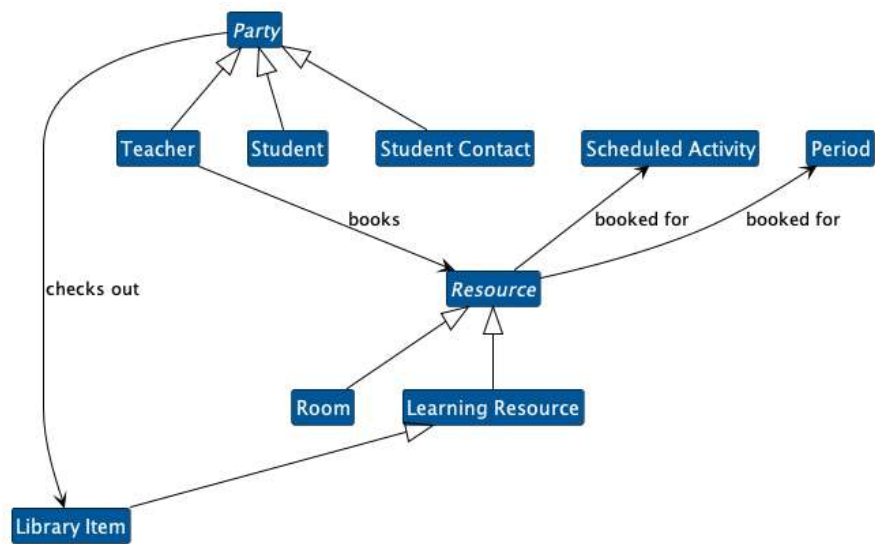 Party
Teacher
Student
Student Contact
Scheduled Activity
Period
books
booked for
booked for
checks out
Resource
Room
Learning Resource
Library Item